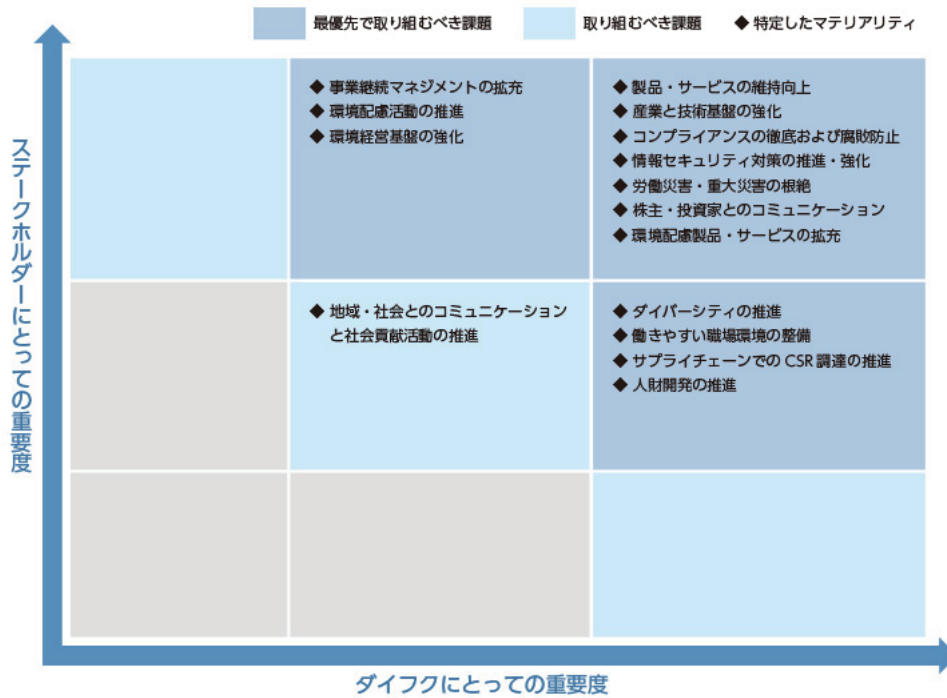 最優先で取り組むべき課題
取り組むべき課題
◆ 特定したマテリアリティ
ステークホルダーにとっての重要度
◆ 事業継続マネジメントの拡充
◆ 環境配慮活動の推進
◆ 環境経営基盤の強化
◆ 製品・サービスの維持向上
◆ 産業と技術基盤の強化
◆ コンプライアンスの徹底および腐敗防止
◆ 情報セキュリティ対策の推進・強化
◆ 労働災害・重大災害の根絶
◆ 株主・投資家とのコミュニケーション
◆ 環境配慮製品・サービスの拡充
◆ 地域・社会とのコミュニケーション
と社会貢献活動の推進
◆ ダイバーシティの推進
◆ 働きやすい職場環境の整備
◆ サプライチェーンでの CSR 調達の推進
◆ 人財開発の推進
ダイフクにとっての重要度